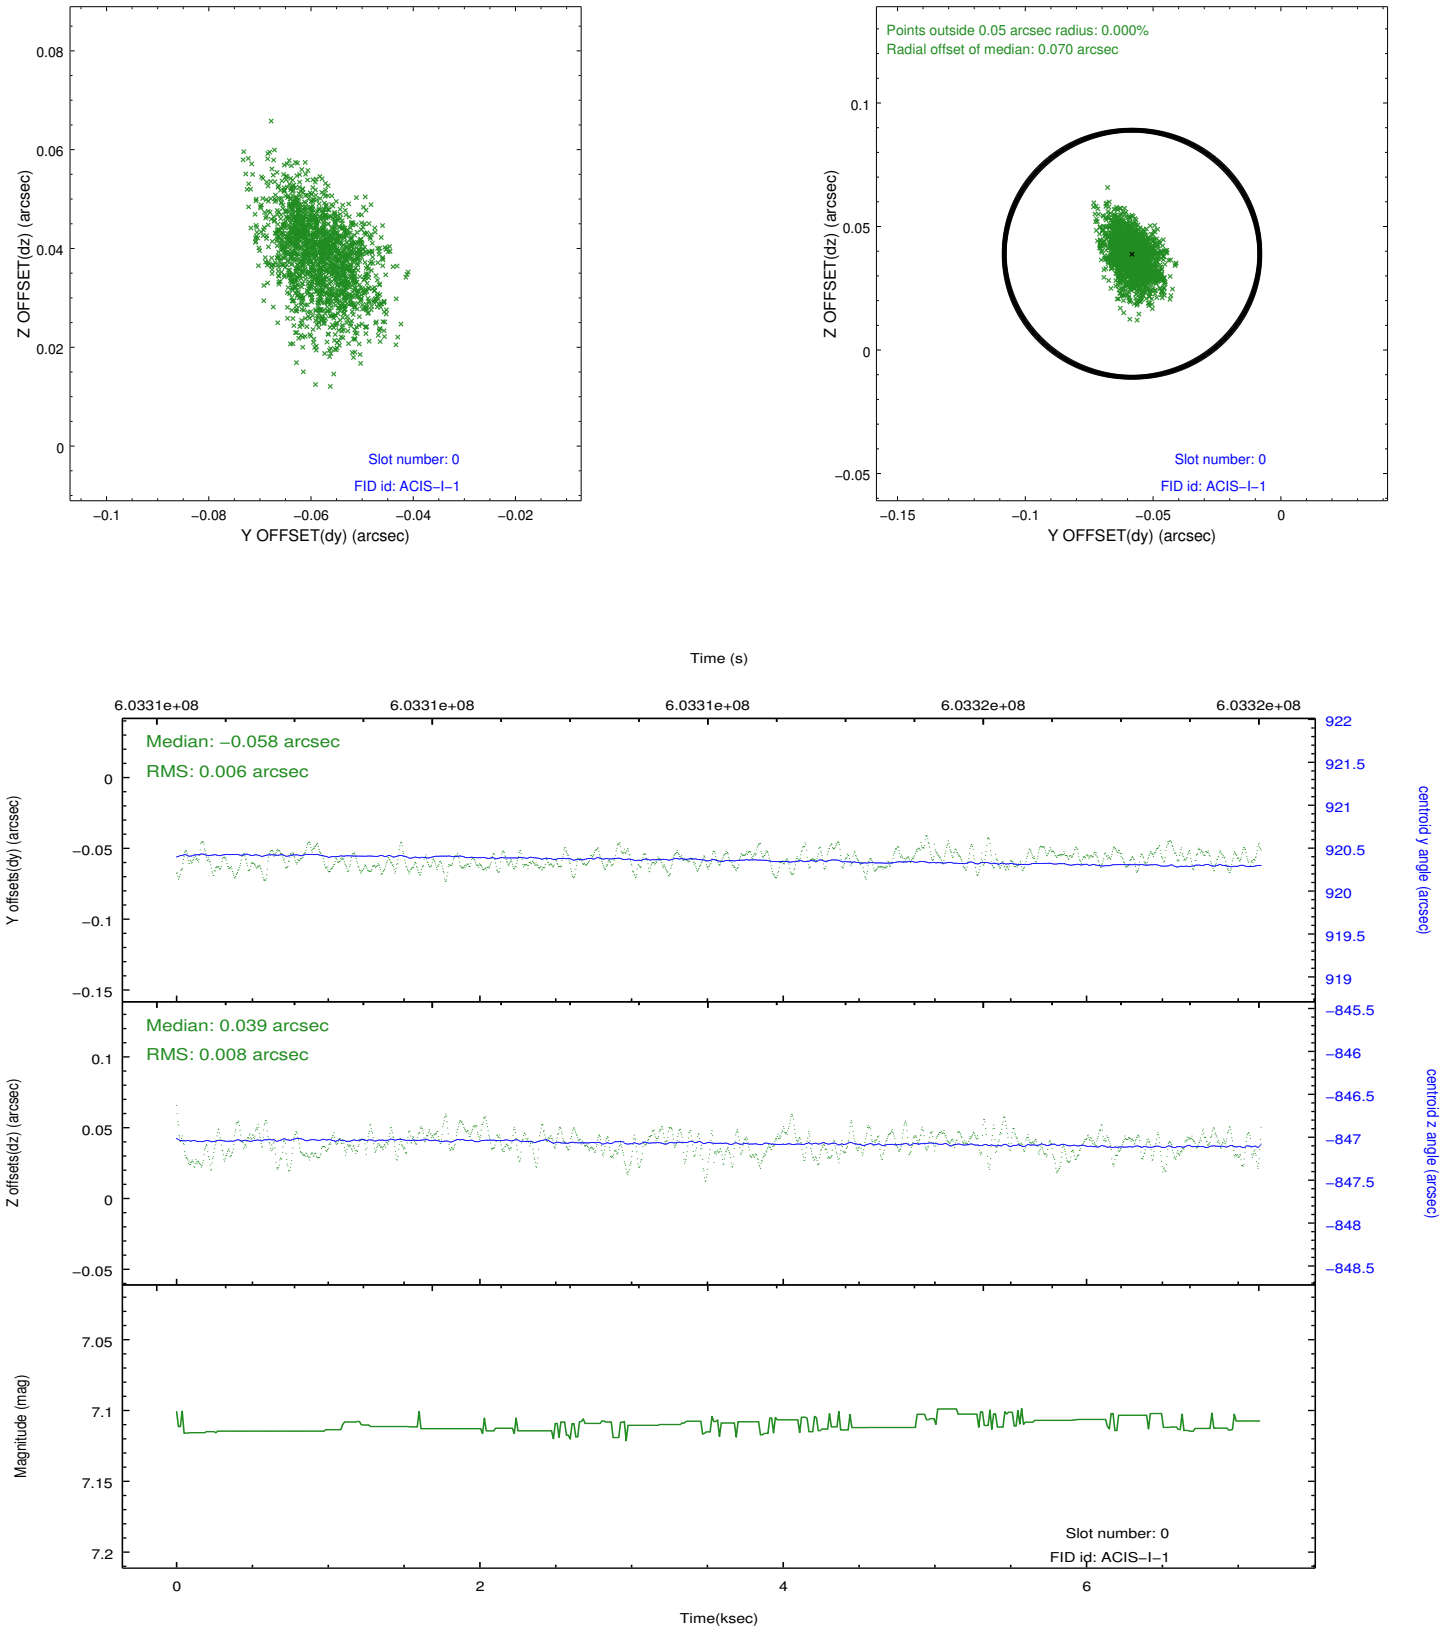 0.08
0.06
0.04
0.02
0
Z OFFSET(dz) (arcsec)
Slot number: 0
FID id: ACIS−I−1
−0.1
−0.08
−0.06
−0.04
−0.02
Y OFFSET(dy) (arcsec)
Points outside 0.05 arcsec radius: 0.000%
Radial offset of median: 0.070 arcsec
0.1
0.05
0
−0.05
Z OFFSET(dz) (arcsec)
Slot number: 0
FID id: ACIS−I−1
−0.15
−0.1
−0.05
0
Y OFFSET(dy) (arcsec)
Time (s)
6.0331e+08
6.0331e+08
6.0331e+08
6.0332e+08
6.0332e+08
Median: −0.058 arcsec
RMS: 0.006 arcsec
0
−0.05
−0.1
−0.15
Y offsets(dy) (arcsec)
922
921.5
921
920.5
920
919.5
919
centroid y angle (arcsec)
Median: 0.039 arcsec
RMS: 0.008 arcsec
0.1
0.05
0
−0.05
Z offsets(dz) (arcsec)
−845.5
−846
−846.5
−847
−847.5
−848
−848.5
centroid z angle (arcsec)
7.05
7.1
7.15
7.2
Magnitude (mag)
Slot number: 0
FID id: ACIS−I−1
0
2
4
6
Time(ksec)